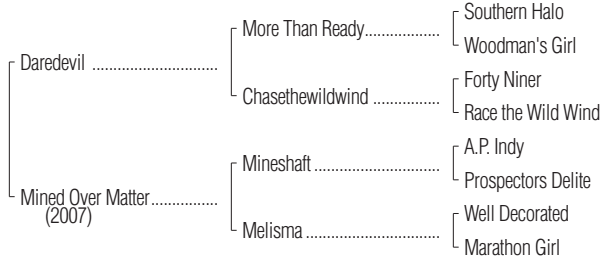 Southern Halo
More Than Ready..................
Woodman's Girl
Daredevil ..............................
Forty Niner
Chasethewildwind ................
Race the Wild Wind
A.P. Indy
Mineshaft ..............................
Prospectors Delite
Mined Over Matter................
(2007)
Well Decorated
Melisma ................................
Marathon Girl